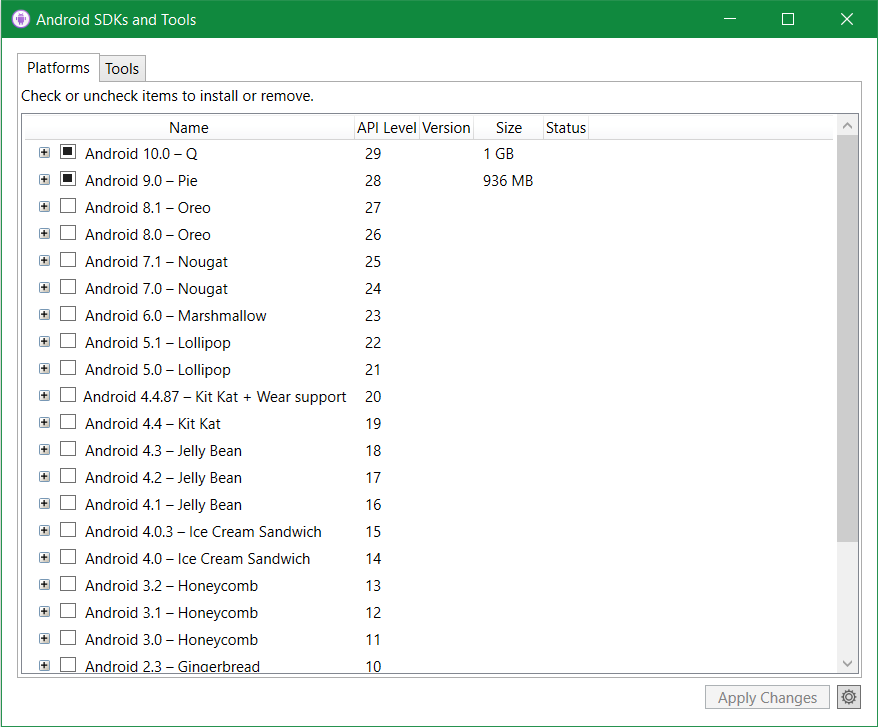 Android SDKs and Tools
Platforms Tools
Check or uncheck items to install or remove.
Name API Level Version Size Status
Android 10.0 – Q 29 1 GB
Android 9.0 – Pie 28 936 MB
Android 8.1 – Oreo 27
Android 8.0 – Oreo 26
Android 7.1 – Nougat 25
Android 7.0 – Nougat 24
Android 6.0 – Marshmallow 23
Android 5.1 – Lollipop 22
Android 5.0 – Lollipop 21
Android 4.4.87 – Kit Kat + Wear support 20
Android 4.4 – Kit Kat 19
Android 4.3 – Jelly Bean 18
Android 4.2 – Jelly Bean 17
Android 4.1 – Jelly Bean 16
Android 4.0.3 – Ice Cream Sandwich 15
Android 4.0 – Ice Cream Sandwich 14
Android 3.2 – Honeycomb 13
Android 3.1 – Honeycomb 12
Android 3.0 – Honeycomb 11
Android 2.3 – Gingerbread 10
Apply Changes